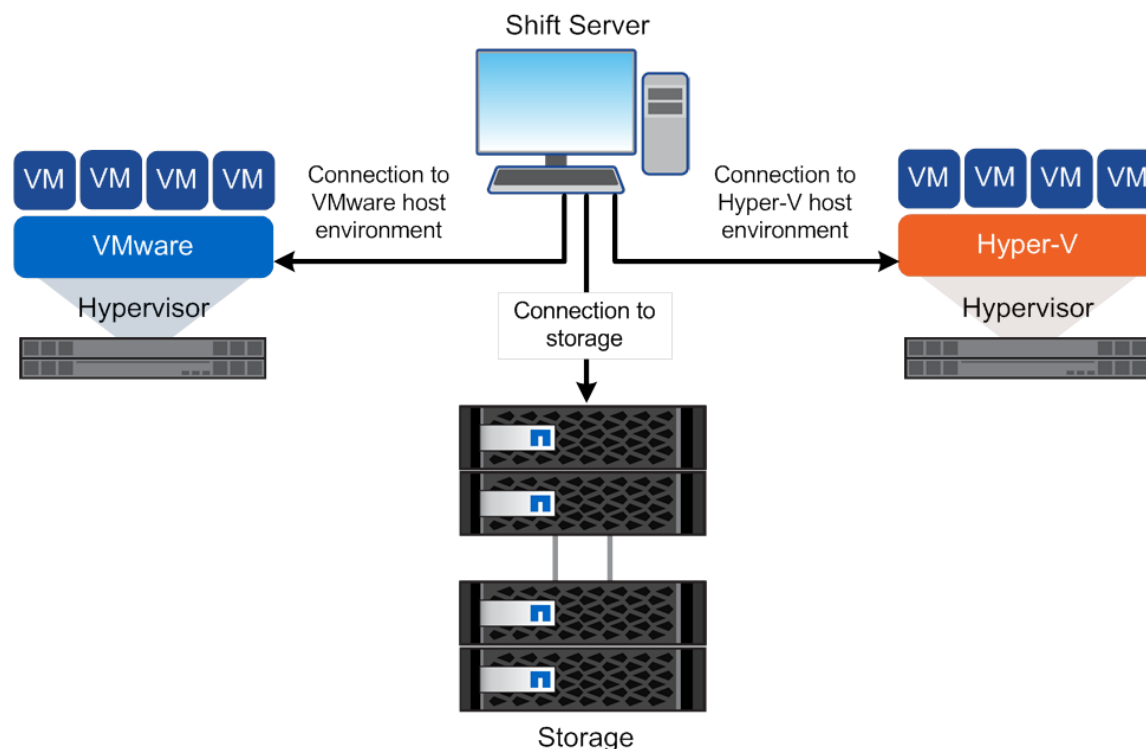 Shift Server
VM VM VM VM
VMware
Hypervisor
Connection to
VMware host
environment
Connection to
Hyper-V host
environment
VM VM VM VM
Hyper-V
Hypervisor
Connection to
storage
Storage